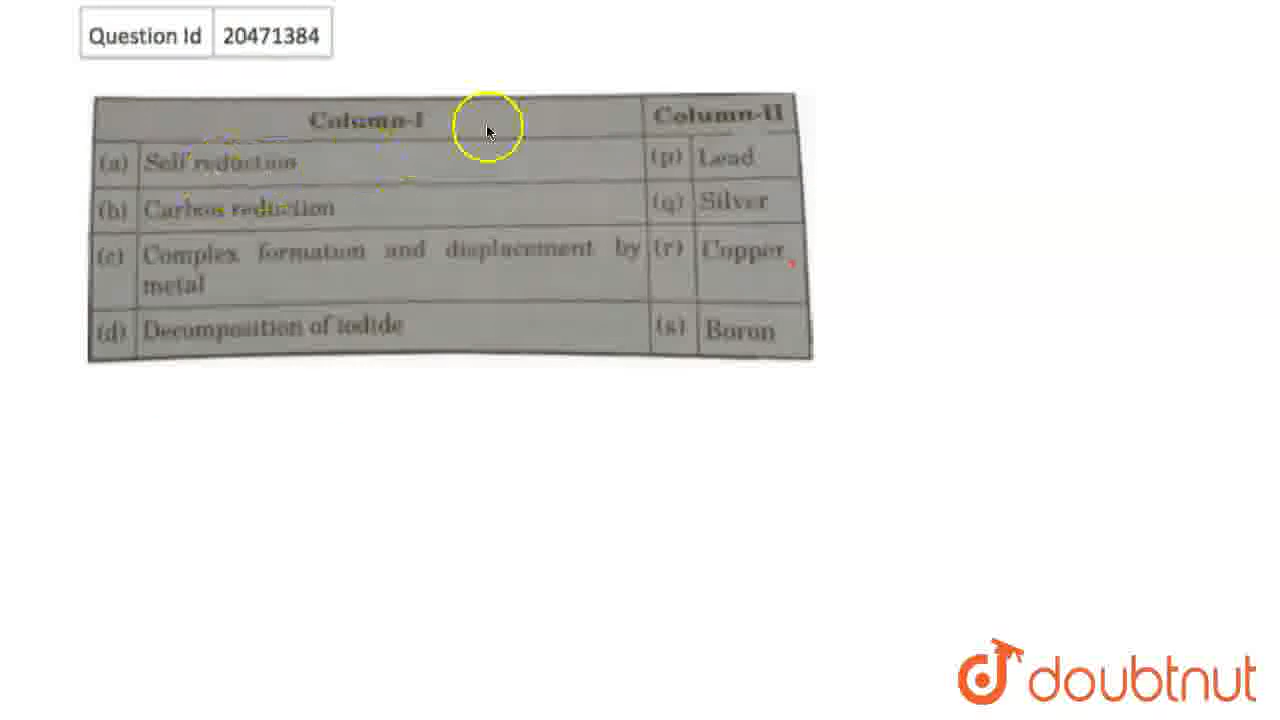 Question Id 20471384
Column-I Column-II
(a) Self reduction (p) Lead
(b) Carbon reduction (q) Silver
(c) Complex formation and displacement by (r) Copper
metal
(d) Decomposition of iodide (s) Boron
doubtnut